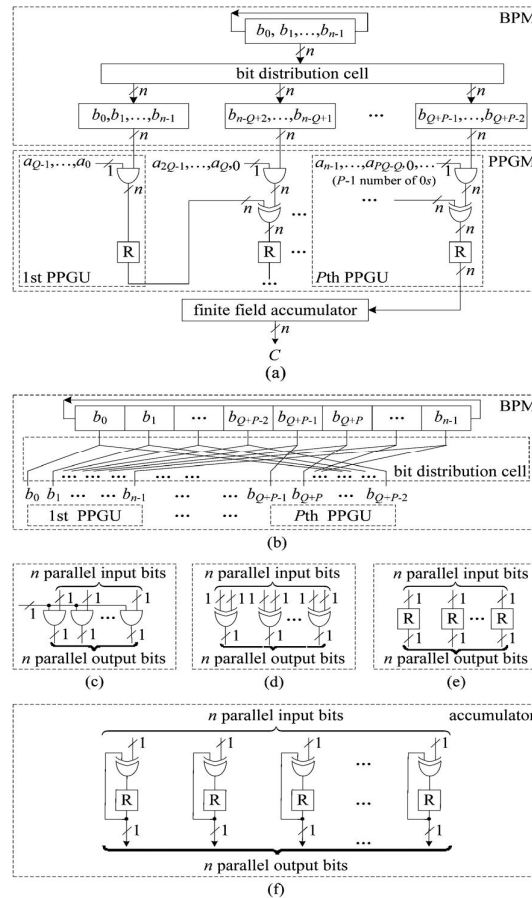 BPM
b0, b1, ..., bn-1
n
bit distribution cell
n n n
b0,b1, ..., bn-1 bn-Q+2,...,bn-Q+1 ... bQ+P-1,..., bQ+P-2
n n n
PPGM
aQ-1,..., a0 1 a2Q-1,...,aQ,0 1 an-1,...,aPQ-Q,0, ... 1
(P-1 number of 0s)
n n n
n ... ... n
n n
R R ... R
n
1st PPGU ... Pth PPGU
finite field accumulator
n
C
(a)
BPM
b0 b1 ... bQ+P-2 bQ+P-1 bQ+P ... bn-1
bit distribution cell
... ... ... ...
b0 b1 ... ... bn-1 ... ... bQ+P-1 bQ+P ... ... bQ+P-2
1st PPGU ... ... Pth PPGU
(b)
n parallel input bits
1 1 1 1
...
1 1 1
n parallel output bits
(c)
n parallel input bits
1 1 1 1 1 1
...
1 1 1
n parallel output bits
(d)
n parallel input bits
1 1 1
R R ... R
1 1 1
n parallel output bits
(e)
accumulator
n parallel input bits
1 1 1 1
...
R R R ... R
1 1 1 1
...
n parallel output bits
(f)